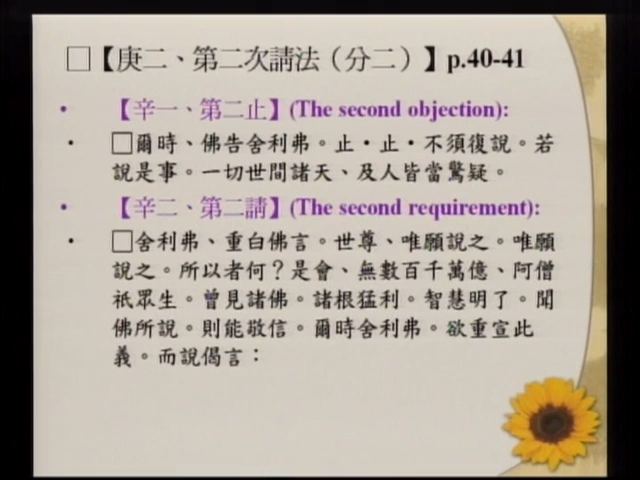 □【庚二、第二次請法（分二）】p.40-41
• 【辛一、第二止】(The second objection):
• □爾時、佛告舍利弗。止・止・不須復說。若
說是事。一切世間諸天、及人皆當驚疑。
• 【辛二、第二請】(The second requirement):
• □舍利弗、重白佛言。世尊、唯願說之。唯願
說之。所以者何？是會、無數百千萬億、阿僧
祇眾生。曾見諸佛。諸根猛利。智慧明了。聞
佛所說。則能敬信。爾時舍利弗。欲重宣此
義。而說偈言：